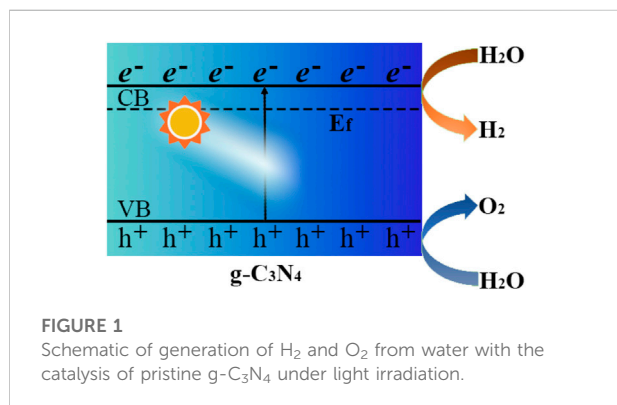 e⁻ e⁻ e⁻ e⁻ e⁻ e⁻ e⁻
H₂O
CB
Ef
H₂
VB
O₂
h⁺ h⁺ h⁺ h⁺ h⁺ h⁺ h⁺
g-C₃N₄
H₂O
FIGURE 1
Schematic of generation of H₂ and O₂ from water with the
catalysis of pristine g-C₃N₄ under light irradiation.